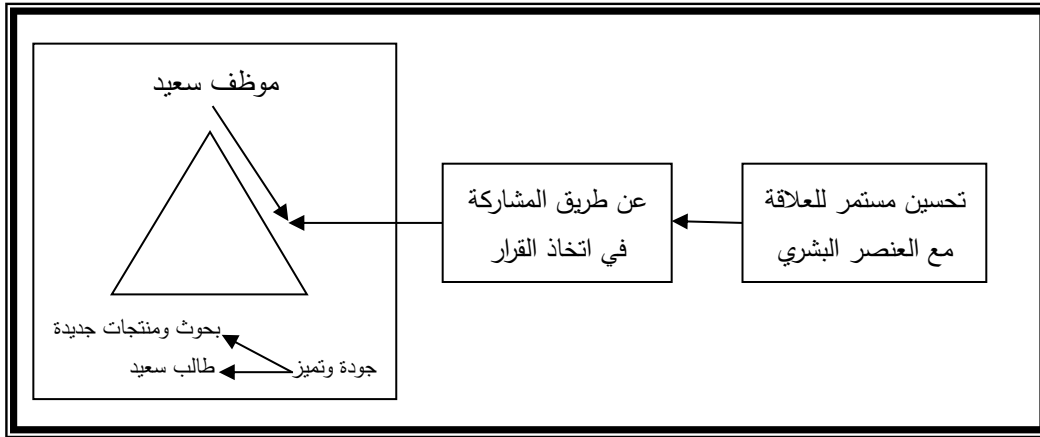 تحسين مستمر للعلاقة
مع العنصر البشري
عن طريق المشاركة
في اتخاذ القرار
موظف سعيد
بحوث ومنتجات جديدة
جودة وتميز
طالب سعيد